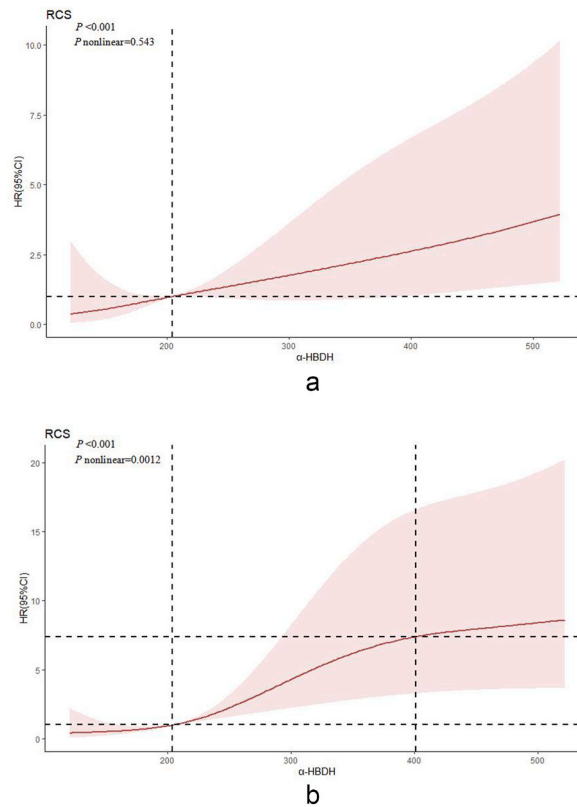 RCS
P <0.001
P nonlinear=0.543
10.0
7.5
5.0
2.5
0.0
HR(95%CI)
200
300
400
500
α-HBDH
a
RCS
P <0.001
P nonlinear=0.0012
20
15
10
5
0
HR(95%CI)
200
300
400
500
α-HBDH
b